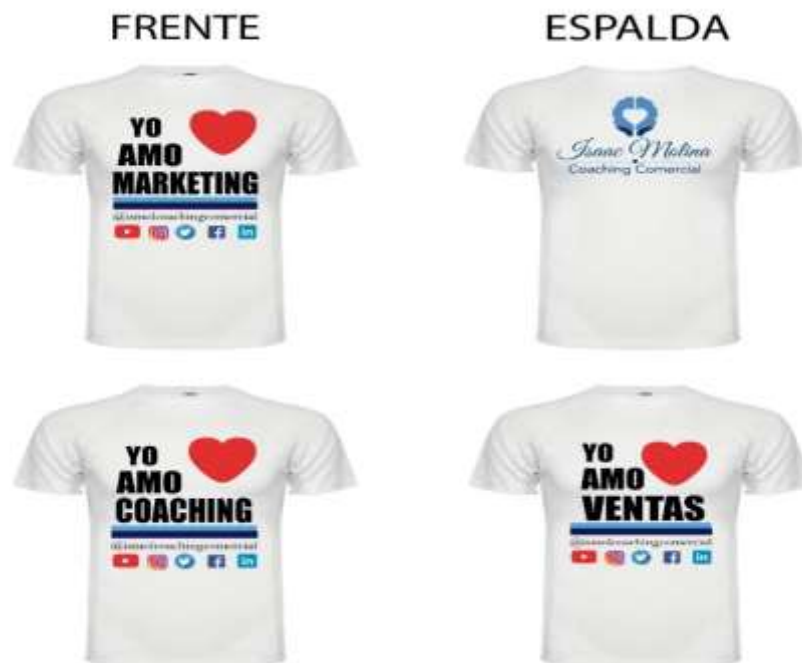 FRENTE
ESPALDA
YO
AMO
MARKETING
Isaac Molina
Coaching Comercial
YO
AMO
COACHING
YO
AMO
VENTAS